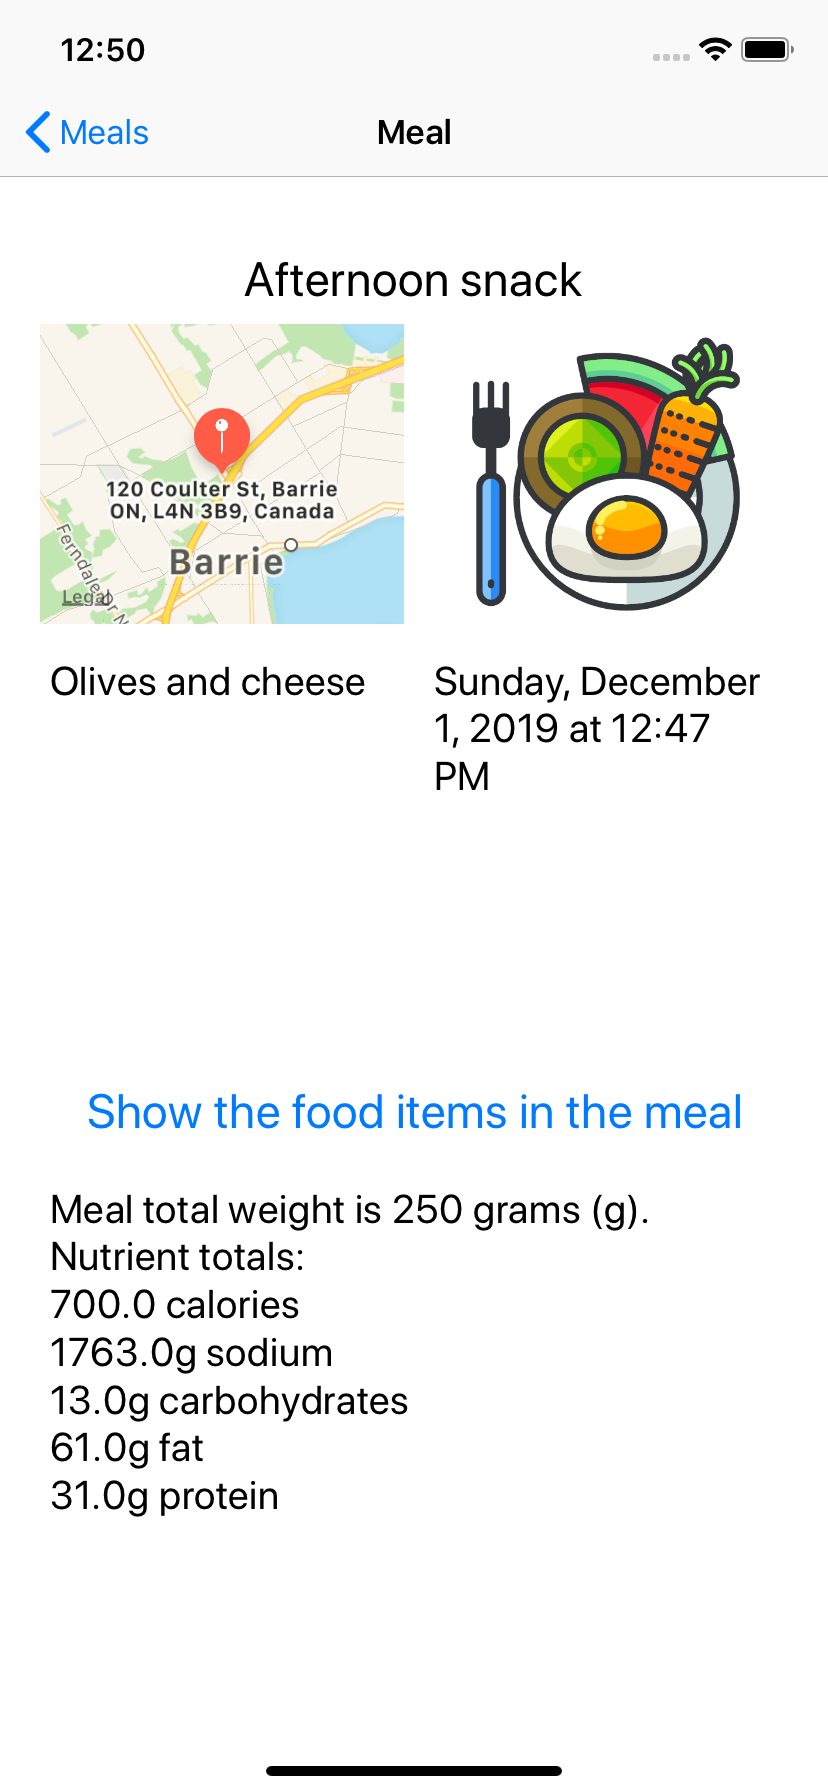 12:50
Meals
Meal
Afternoon snack
120 Coulter St, Barrie
ON, L4N 3B9, Canada
Barrie
Ferndale Dr N
Legal
Olives and cheese
Sunday, December
1, 2019 at 12:47
PM
Show the food items in the meal
Meal total weight is 250 grams (g).
Nutrient totals:
700.0 calories
1763.0g sodium
13.0g carbohydrates
61.0g fat
31.0g protein